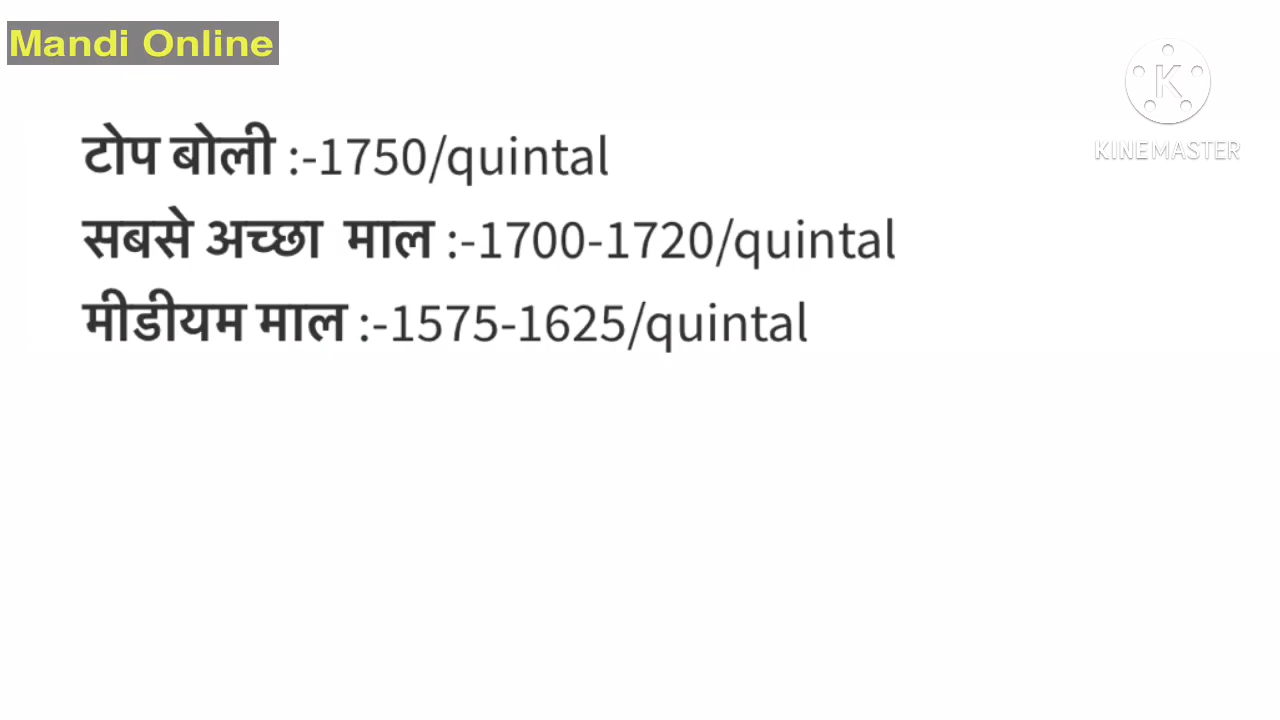 Mandi Online
K
KINEMASTER
टोप बोली :-1750/quintal
सबसे अच्छा माल :-1700-1720/quintal
मीडीयम माल :-1575-1625/quintal